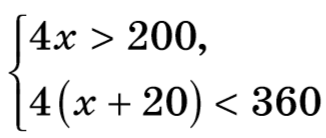 4x > 200,
4(x + 20) < 360